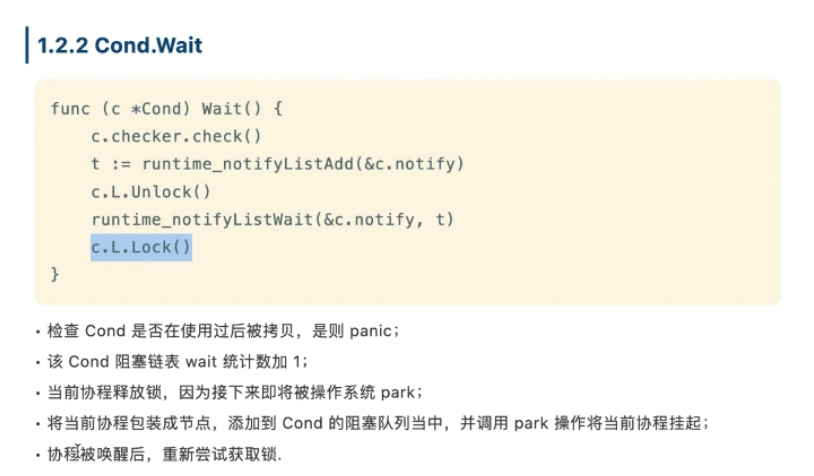 1.2.2 Cond.Wait
func (c *Cond) Wait() {
    c.checker.check()
    t := runtime_notifyListAdd(&c.notify)
    c.L.Unlock()
    runtime_notifyListWait(&c.notify, t)
    c.L.Lock()
}
• 检查 Cond 是否在使用过后被拷贝，是则 panic；
• 该 Cond 阻塞链表 wait 统计数加 1；
• 当前协程释放锁，因为接下来即将被操作系统 park；
• 将当前协程包装成节点，添加到 Cond 的阻塞队列当中，并调用 park 操作将当前协程挂起；
• 协程被唤醒后，重新尝试获取锁.